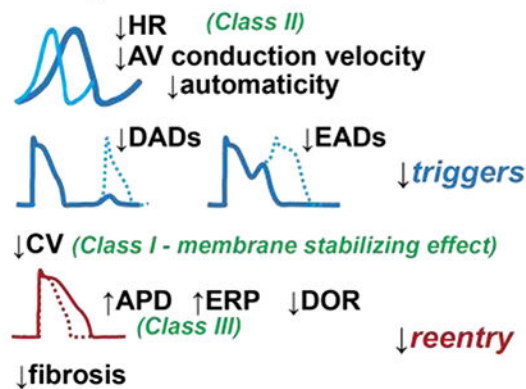 ↓HR (Class II)
↓AV conduction velocity
↓automaticity
↓DADs ↓EADs
↓triggers
↓CV (Class I - membrane stabilizing effect)
↑APD ↑ERP ↓DOR
(Class III)
↓reentry
↓fibrosis